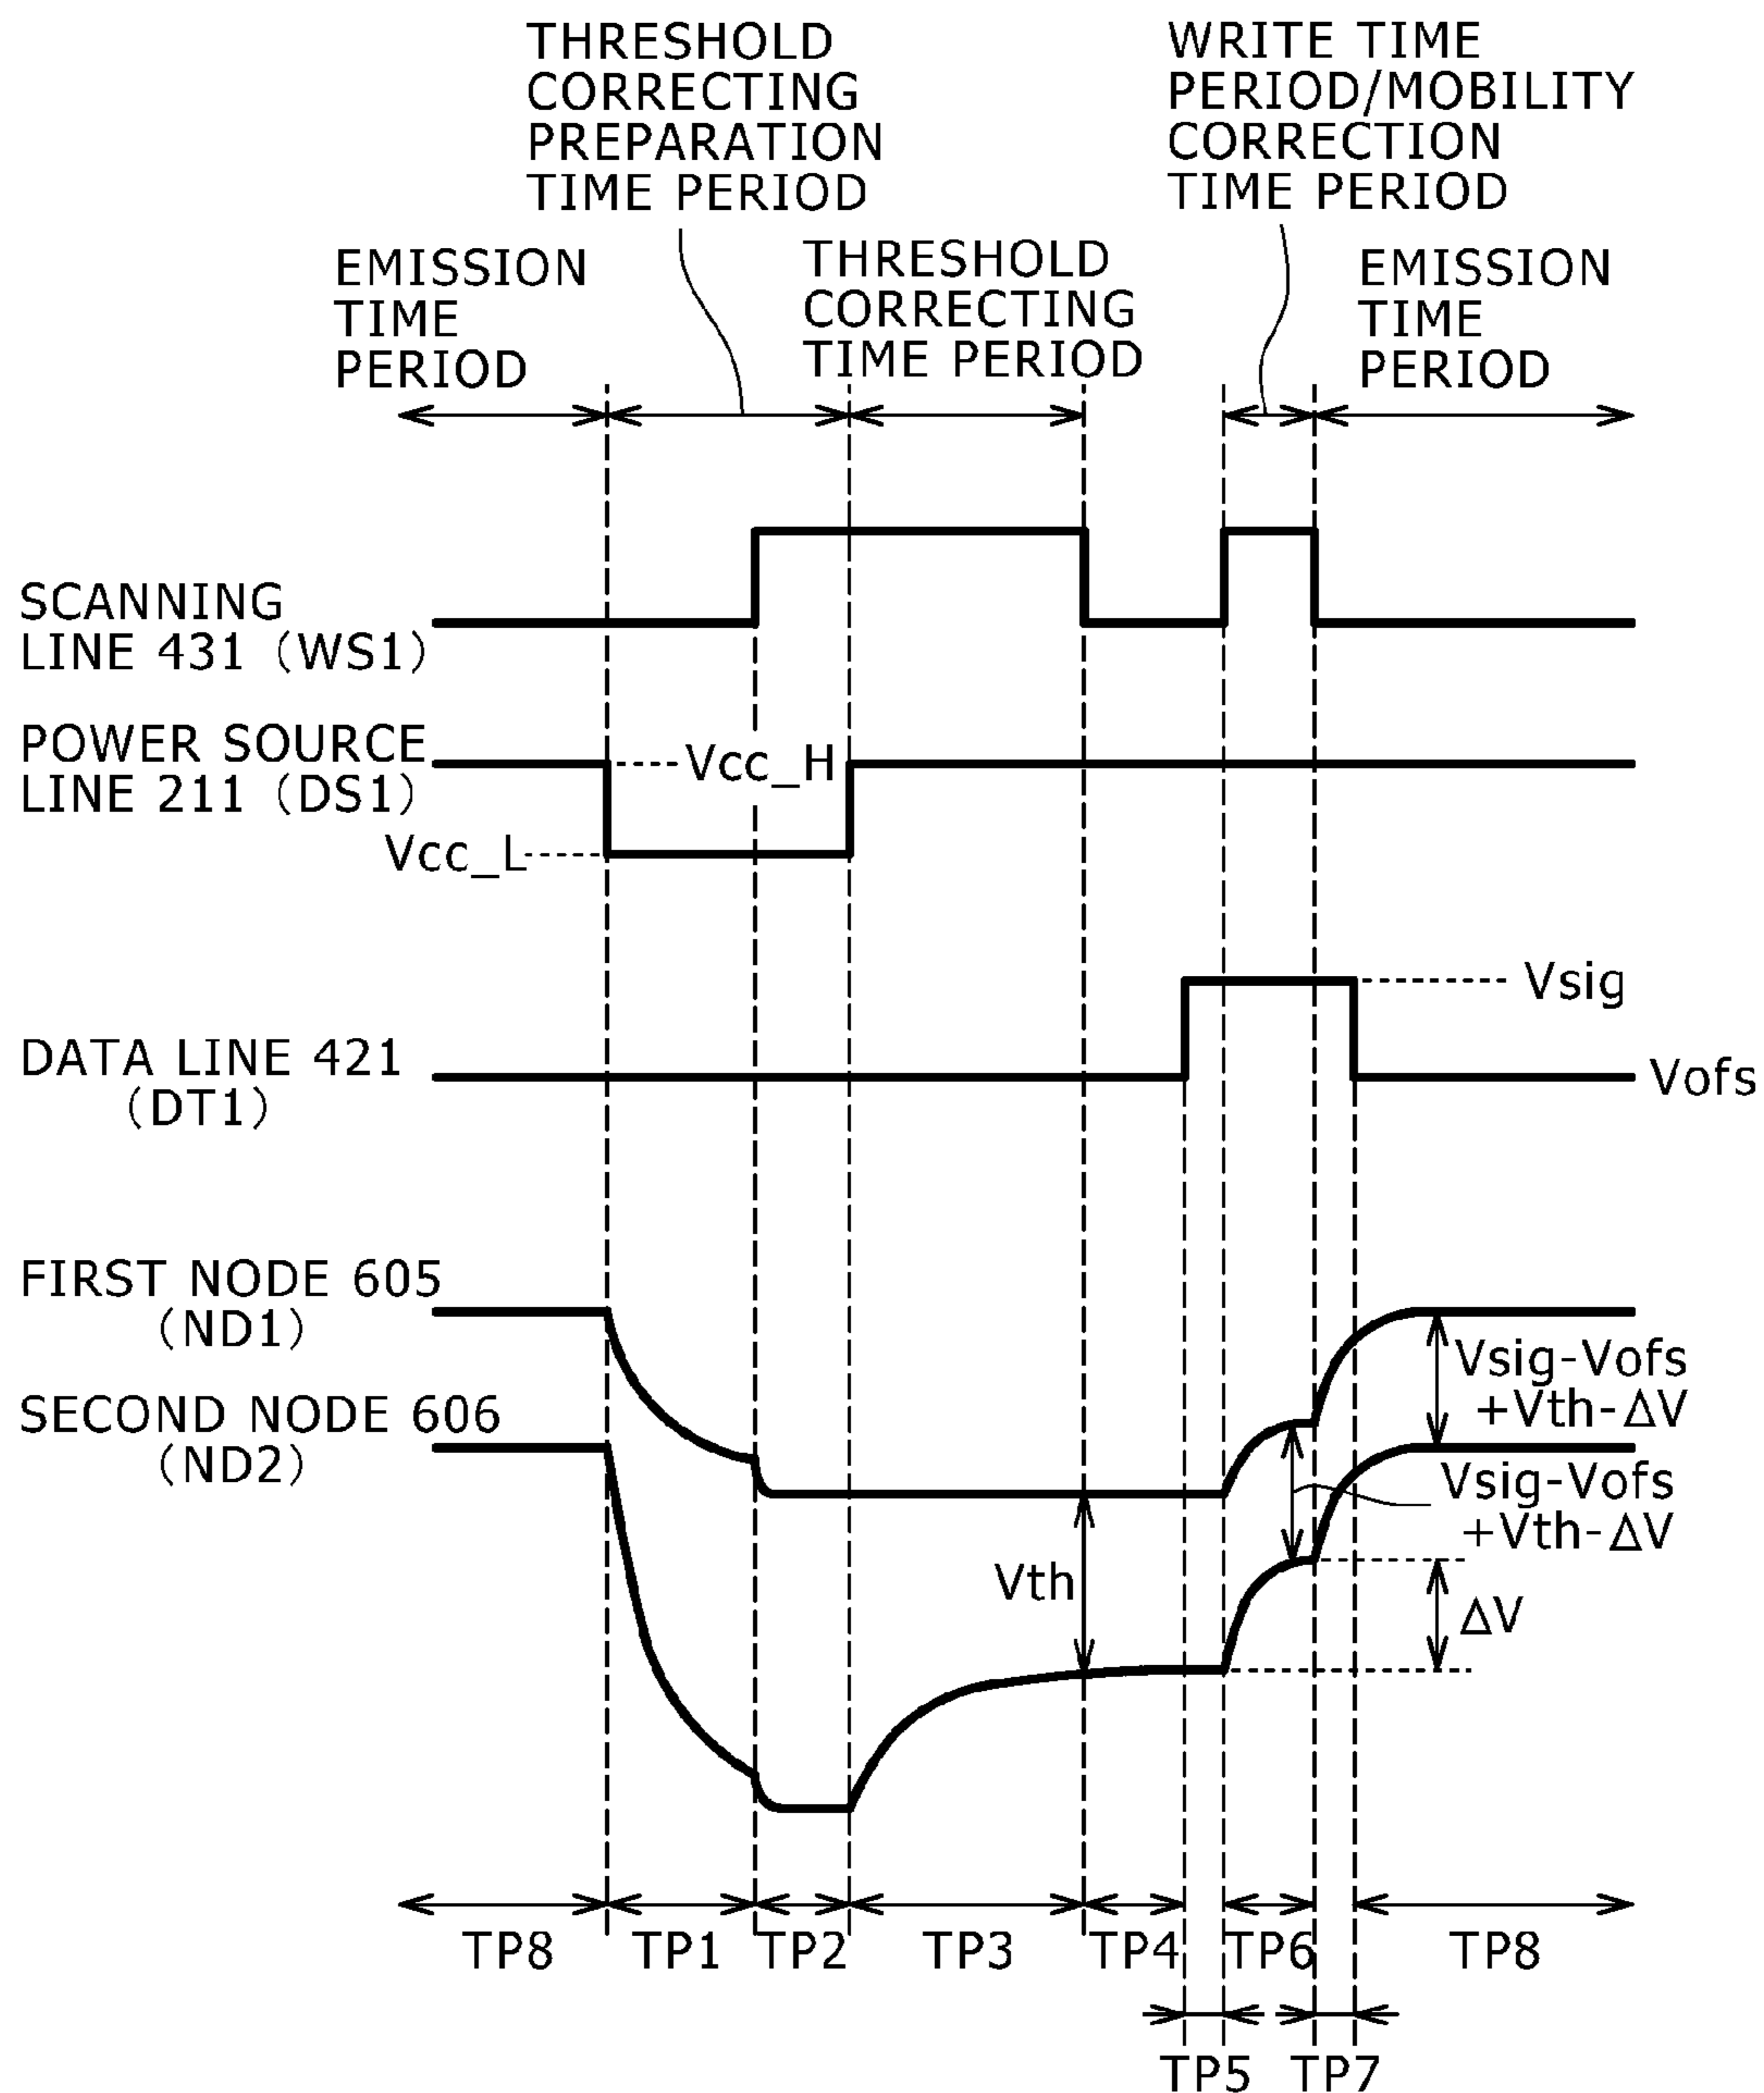 THRESHOLD
CORRECTING
PREPARATION
TIME PERIOD
WRITE TIME
PERIOD/MOBILITY
CORRECTION
TIME PERIOD
EMISSION
TIME
PERIOD
THRESHOLD
CORRECTING
TIME PERIOD
EMISSION
TIME
PERIOD
SCANNING
LINE 431 (WS1)
POWER SOURCE
LINE 211 (DS1)
Vcc_H
Vcc_L
Vsig
DATA LINE 421
(DT1)
Vofs
FIRST NODE 605
(ND1)
Vsig-Vofs
+Vth-ΔV
SECOND NODE 606
(ND2)
Vsig-Vofs
+Vth-ΔV
Vth
ΔV
TP8
TP1
TP2
TP3
TP4
TP6
TP8
TP5
TP7